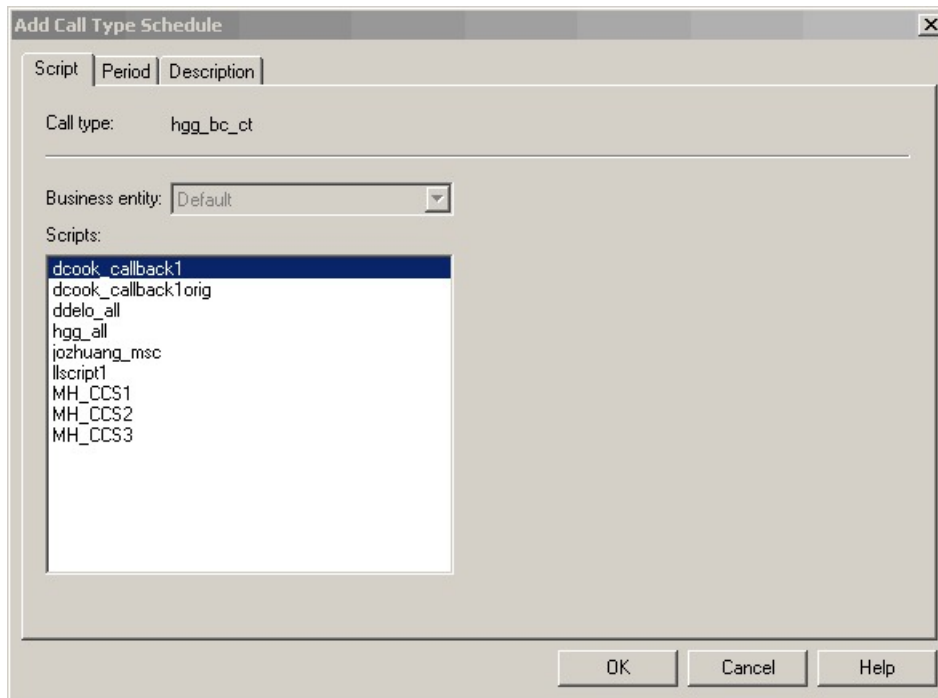 Add Call Type Schedule
Script Period Description
Call type: hgg_bc_ct
Business entity: Default
Scripts:
dcook_callback1
dcook_callback1orig
ddelo_all
hgg_all
jozhuang_msc
llscript1
MH_CCS1
MH_CCS2
MH_CCS3
OK Cancel Help